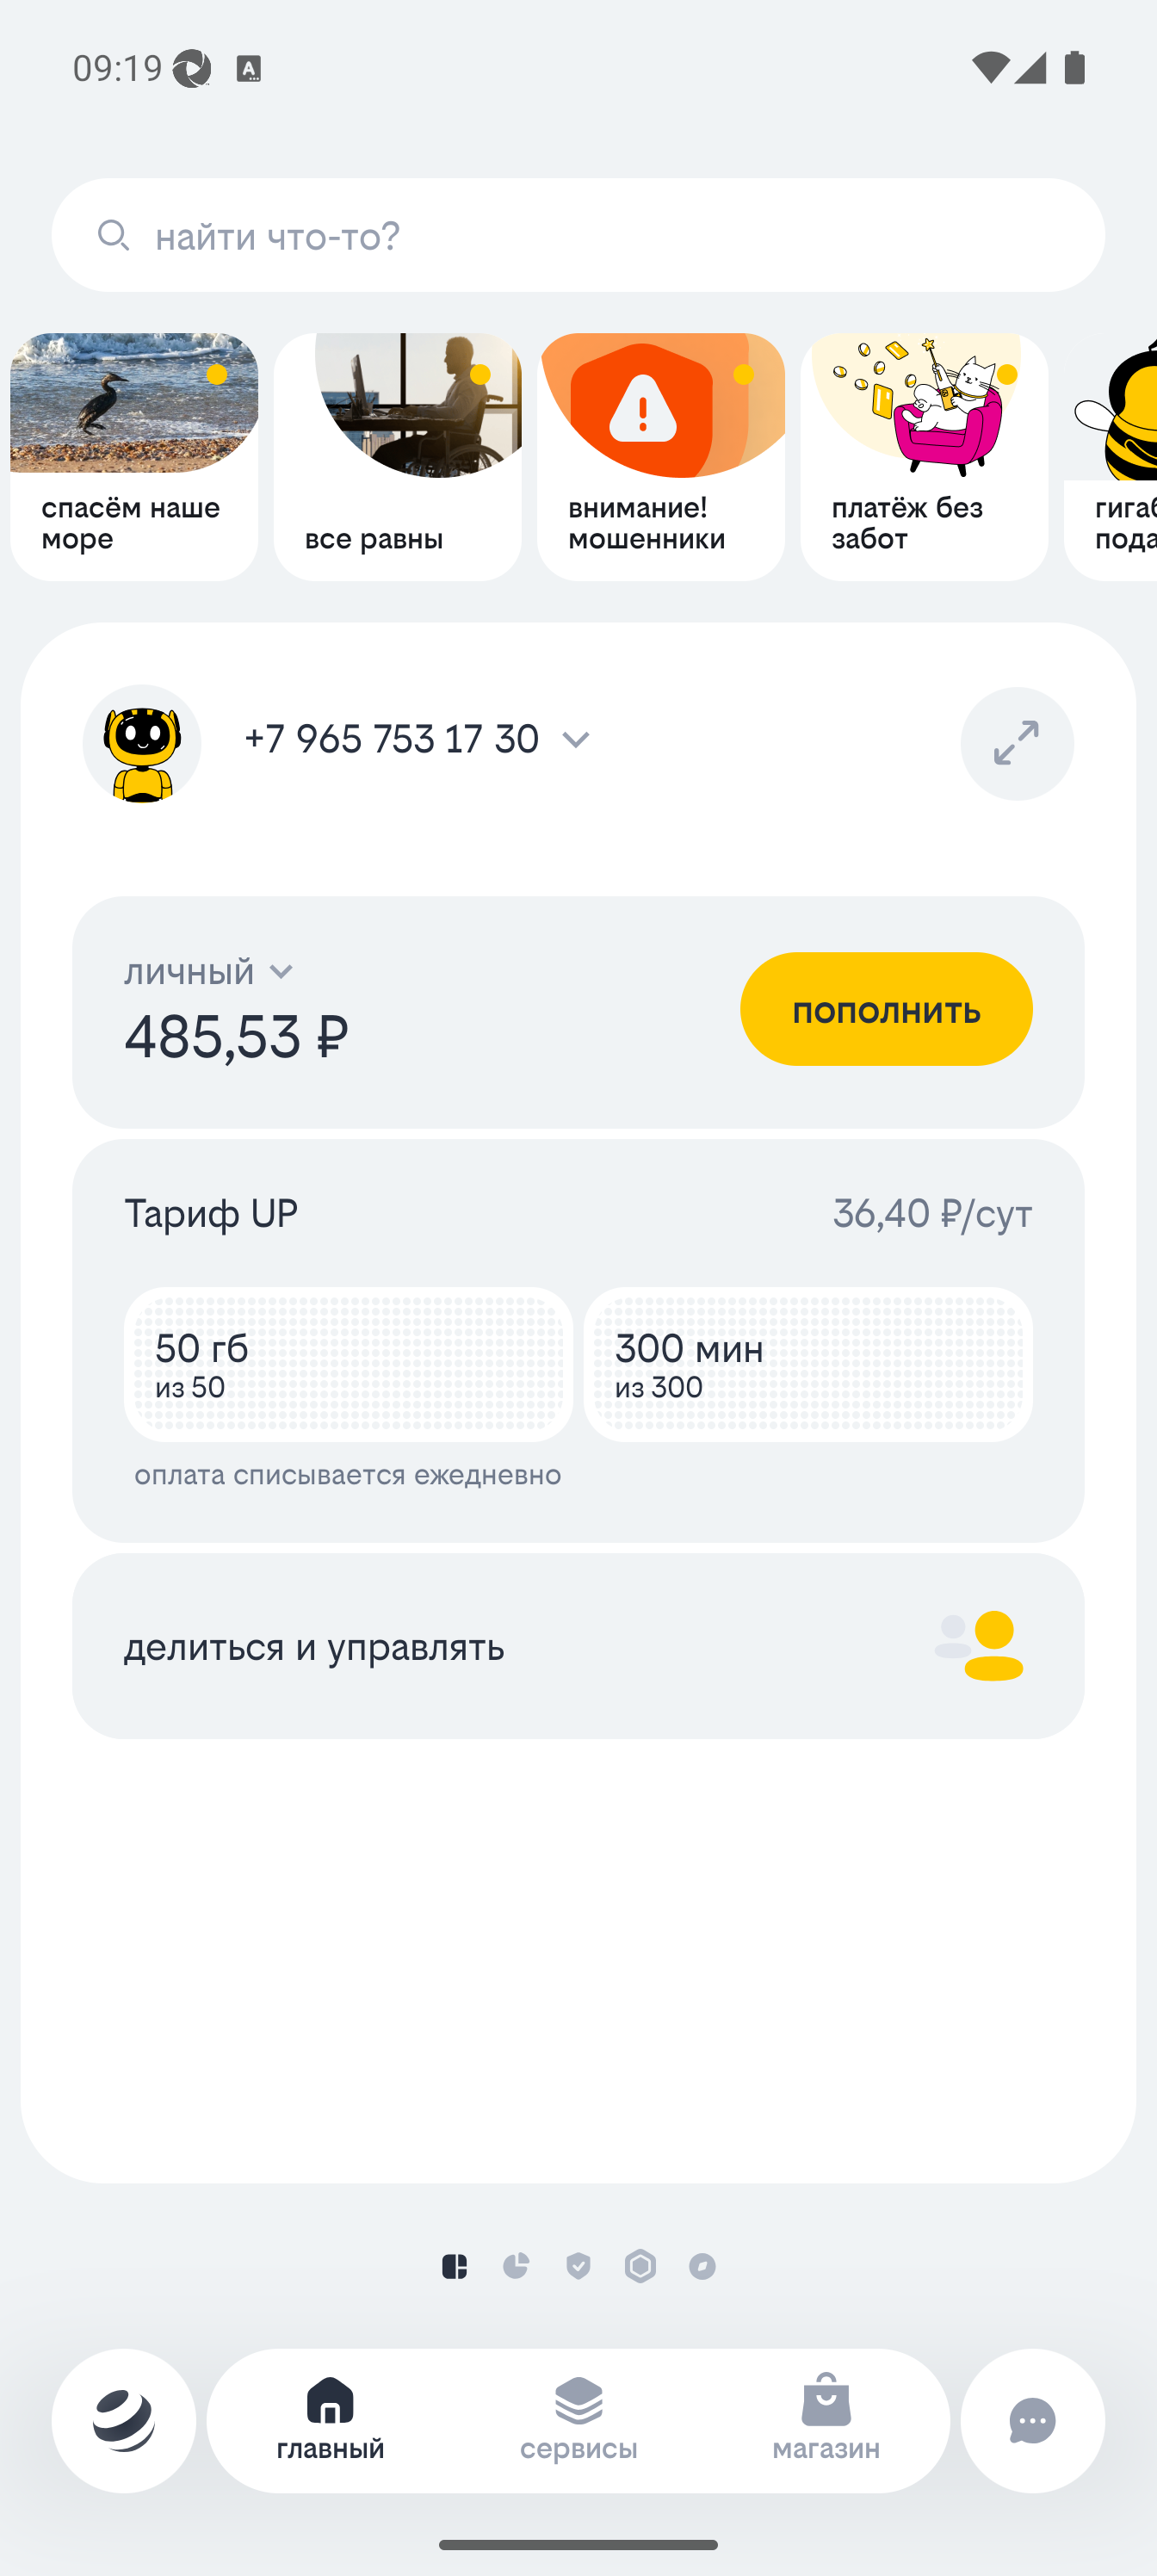 09:19
найти что-то?
спасём наше
море
все равны
внимание!
мошенники
платёж без
забот
+7 965 753 17 30
личный
485,53 ₽
пополнить
Тариф UP
36,40 ₽/сут
50 гб
из 50
300 мин
из 300
оплата списывается ежедневно
делиться и управлять
главный
сервисы
магазин